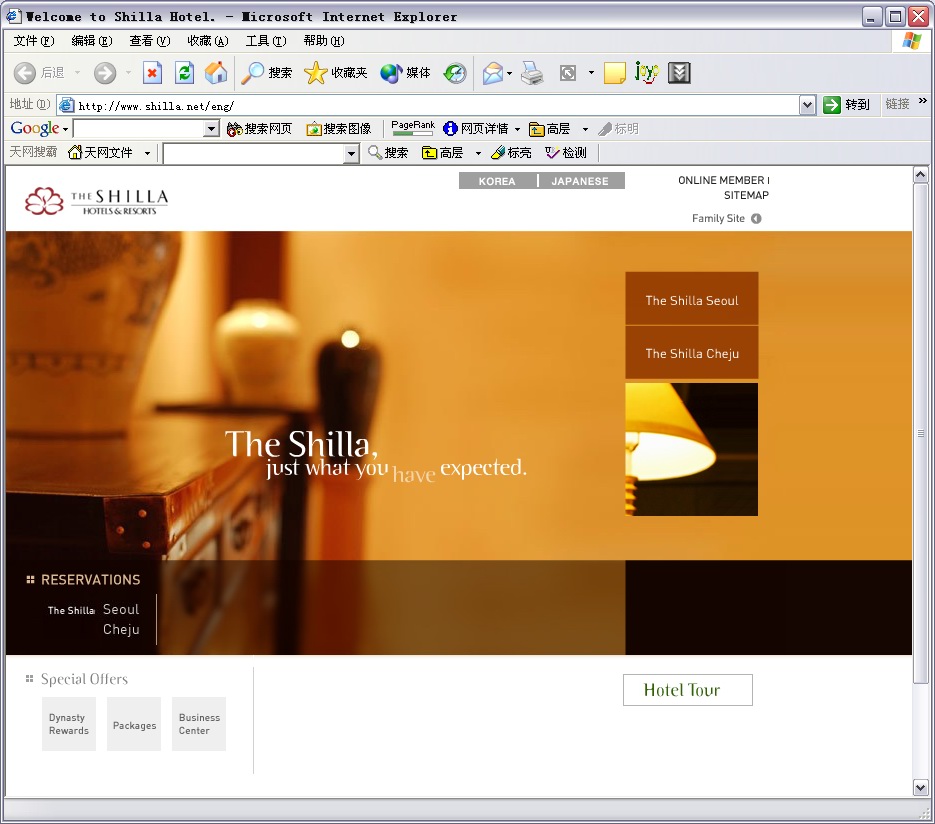 Welcome to Shilla Hotel. - Microsoft Internet Explorer
文件(F) 编辑(E) 查看(V) 收藏(A) 工具(T) 帮助(H)
后退 搜索 收藏夹 媒体 joy
地址(D) http://www.shilla.net/eng/ 转到 链接 »
Google 搜索网页 搜索图像 PageRank 网页详情 高层 标明
天网搜霸 天网文件 搜索 高层 标亮 检测
THE SHILLA
HOTELS & RESORTS
KOREA | JAPANESE
ONLINE MEMBER I
SITEMAP
Family Site
The Shilla Seoul
The Shilla Cheju
The Shilla,
just what you have expected.
RESERVATIONS
The Shilla: Seoul
Cheju
Special Offers
Hotel Tour
Dynasty
Rewards
Packages
Business
Center